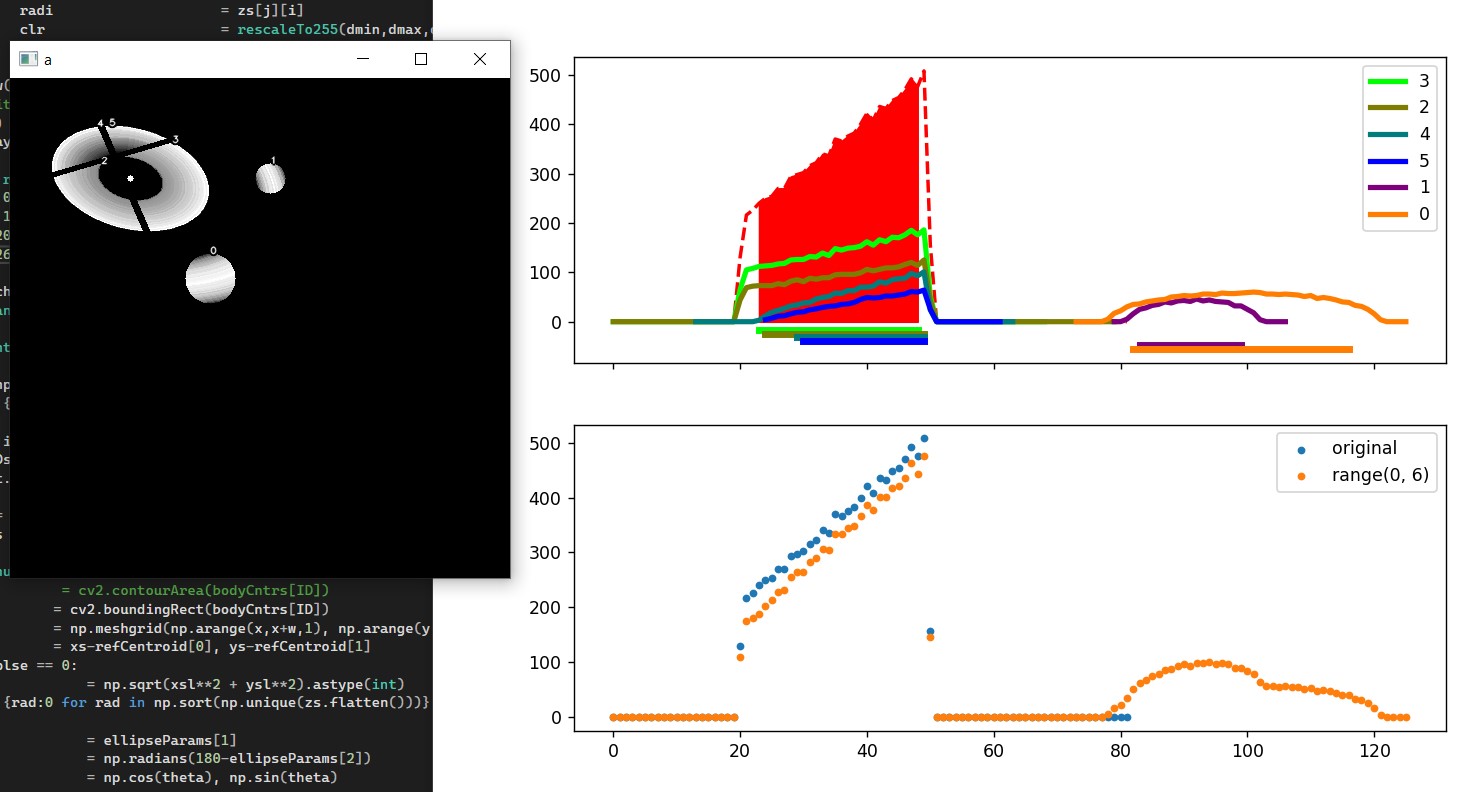 radi = zs[j][i]
clr = rescaleTo255(dmin,dmax,
a
4 5
3
2
1
0
= cv2.contourArea(bodyCntrs[ID])
= cv2.boundingRect(bodyCntrs[ID])
= np.meshgrid(np.arange(x,x+w,1), np.arange(y
= xs-refCentroid[0], ys-refCentroid[1]
olse == 0:
= np.sqrt(xsl**2 + ysl**2).astype(int)
{rad:0 for rad in np.sort(np.unique(zs.flatten()))}
= ellipseParams[1]
= np.radians(180-ellipseParams[2])
= np.cos(theta), np.sin(theta)
500
400
300
200
100
0
3
2
4
5
1
0
500
400
300
200
100
0
original
range(0, 6)
0 20 40 60 80 100 120